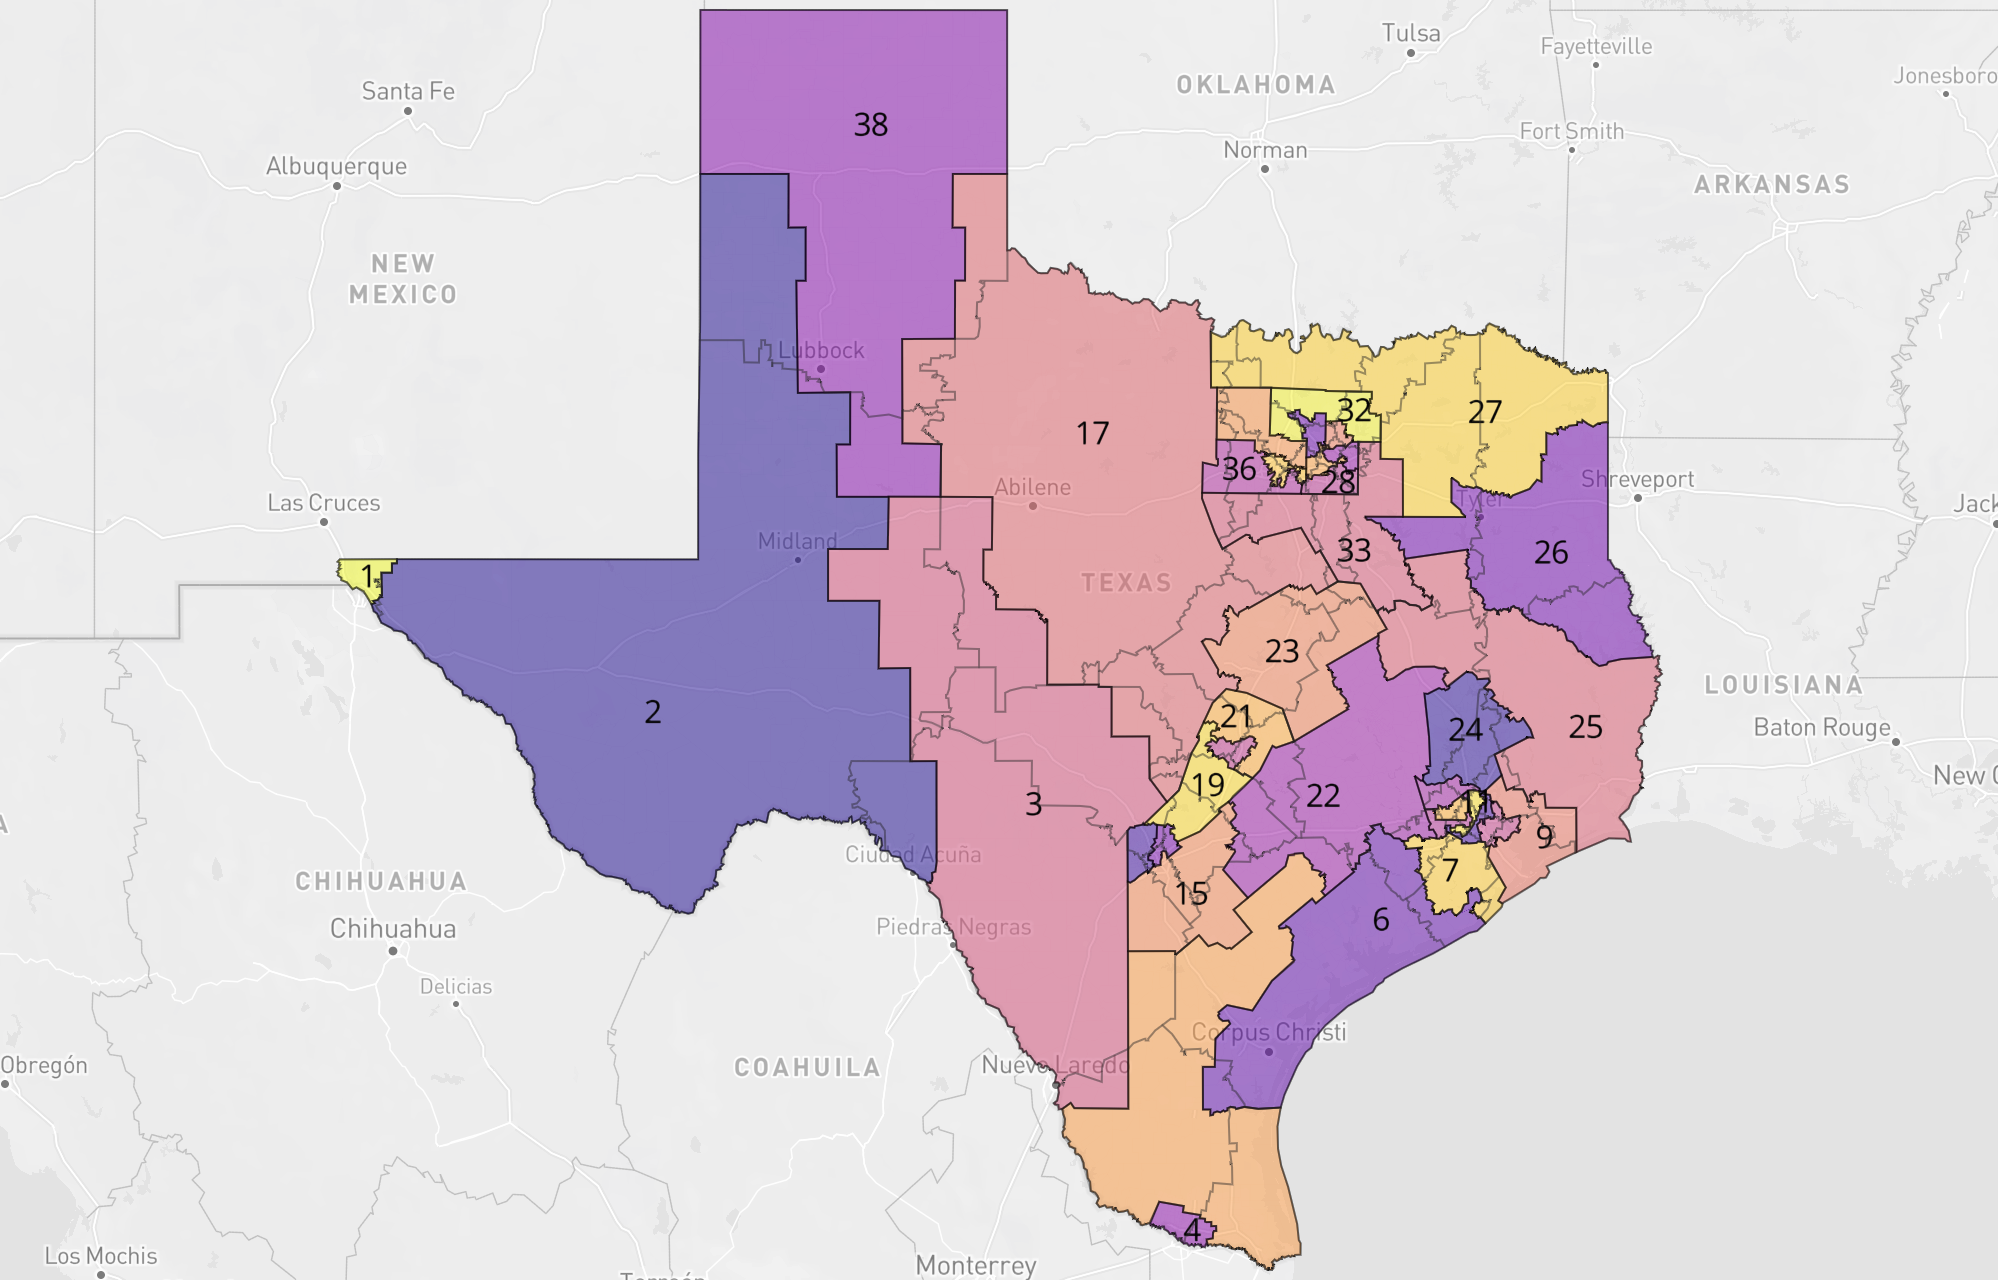 Tulsa
Fayetteville
Jonesboro
Santa Fe
OKLAHOMA
38
Fort Smith
Norman
Albuquerque
ARKANSAS
NEW
MEXICO
Lubbock
32
27
17
36
28
Shreveport
Abilene
Tyler
Las Cruces
Jack
Midland
33
26
1
TEXAS
23
LOUISIANA
2
21
24
25
Baton Rouge
New O
19
22
3
11
9
A
Ciudad Acuña
7
CHIHUAHUA
15
Chihuahua
Piedras Negras
6
Delicias
Corpus Christi
Obregón
COAHUILA
Nuevo Laredo
4
Los Mochis
Monterrey
Torreón